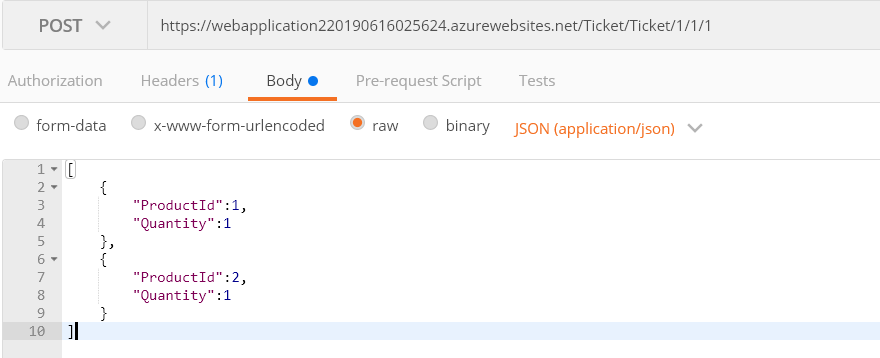 POST https://webapplication220190616025624.azurewebsites.net/Ticket/Ticket/1/1/1
Authorization Headers (1) Body Pre-request Script Tests
form-data x-www-form-urlencoded raw binary JSON (application/json)
1 [
2 {
3 "ProductId":1,
4 "Quantity":1
5 },
6 {
7 "ProductId":2,
8 "Quantity":1
9 }
10 ]